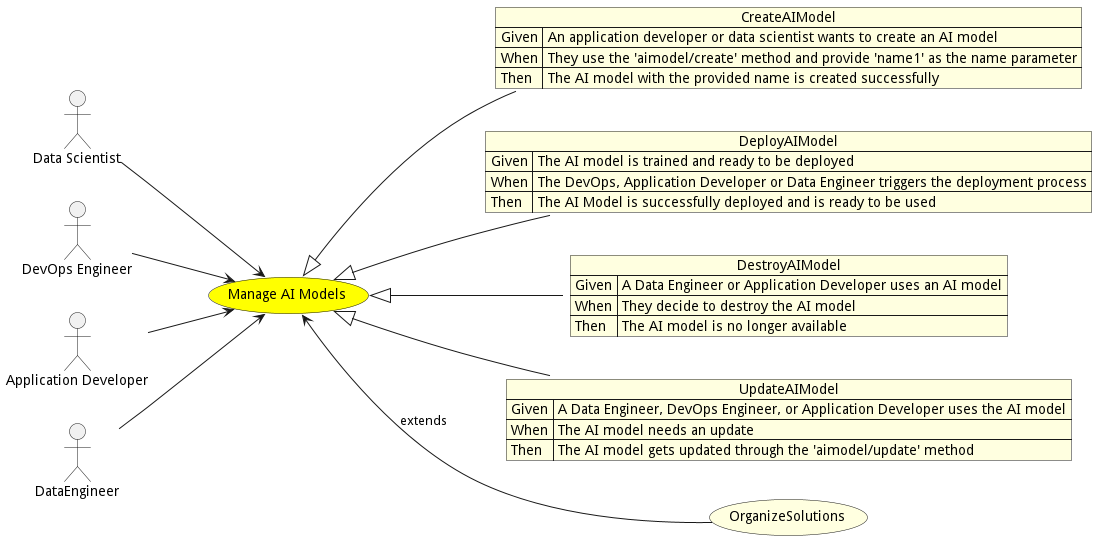 CreateAIModel
Given An application developer or data scientist wants to create an AI model
When They use the 'aimodel/create' method and provide 'name1' as the name parameter
Then The AI model with the provided name is created successfully
Data Scientist
DeployAIModel
Given The AI model is trained and ready to be deployed
When The DevOps, Application Developer or Data Engineer triggers the deployment process
Then The AI Model is successfully deployed and is ready to be used
DevOps Engineer
Manage AI Models
DestroyAIModel
Given A Data Engineer or Application Developer uses an AI model
When They decide to destroy the AI model
Then The AI model is no longer available
Application Developer
UpdateAIModel
Given A Data Engineer, DevOps Engineer, or Application Developer uses the AI model
When The AI model needs an update
Then The AI model gets updated through the 'aimodel/update' method
extends
DataEngineer
OrganizeSolutions